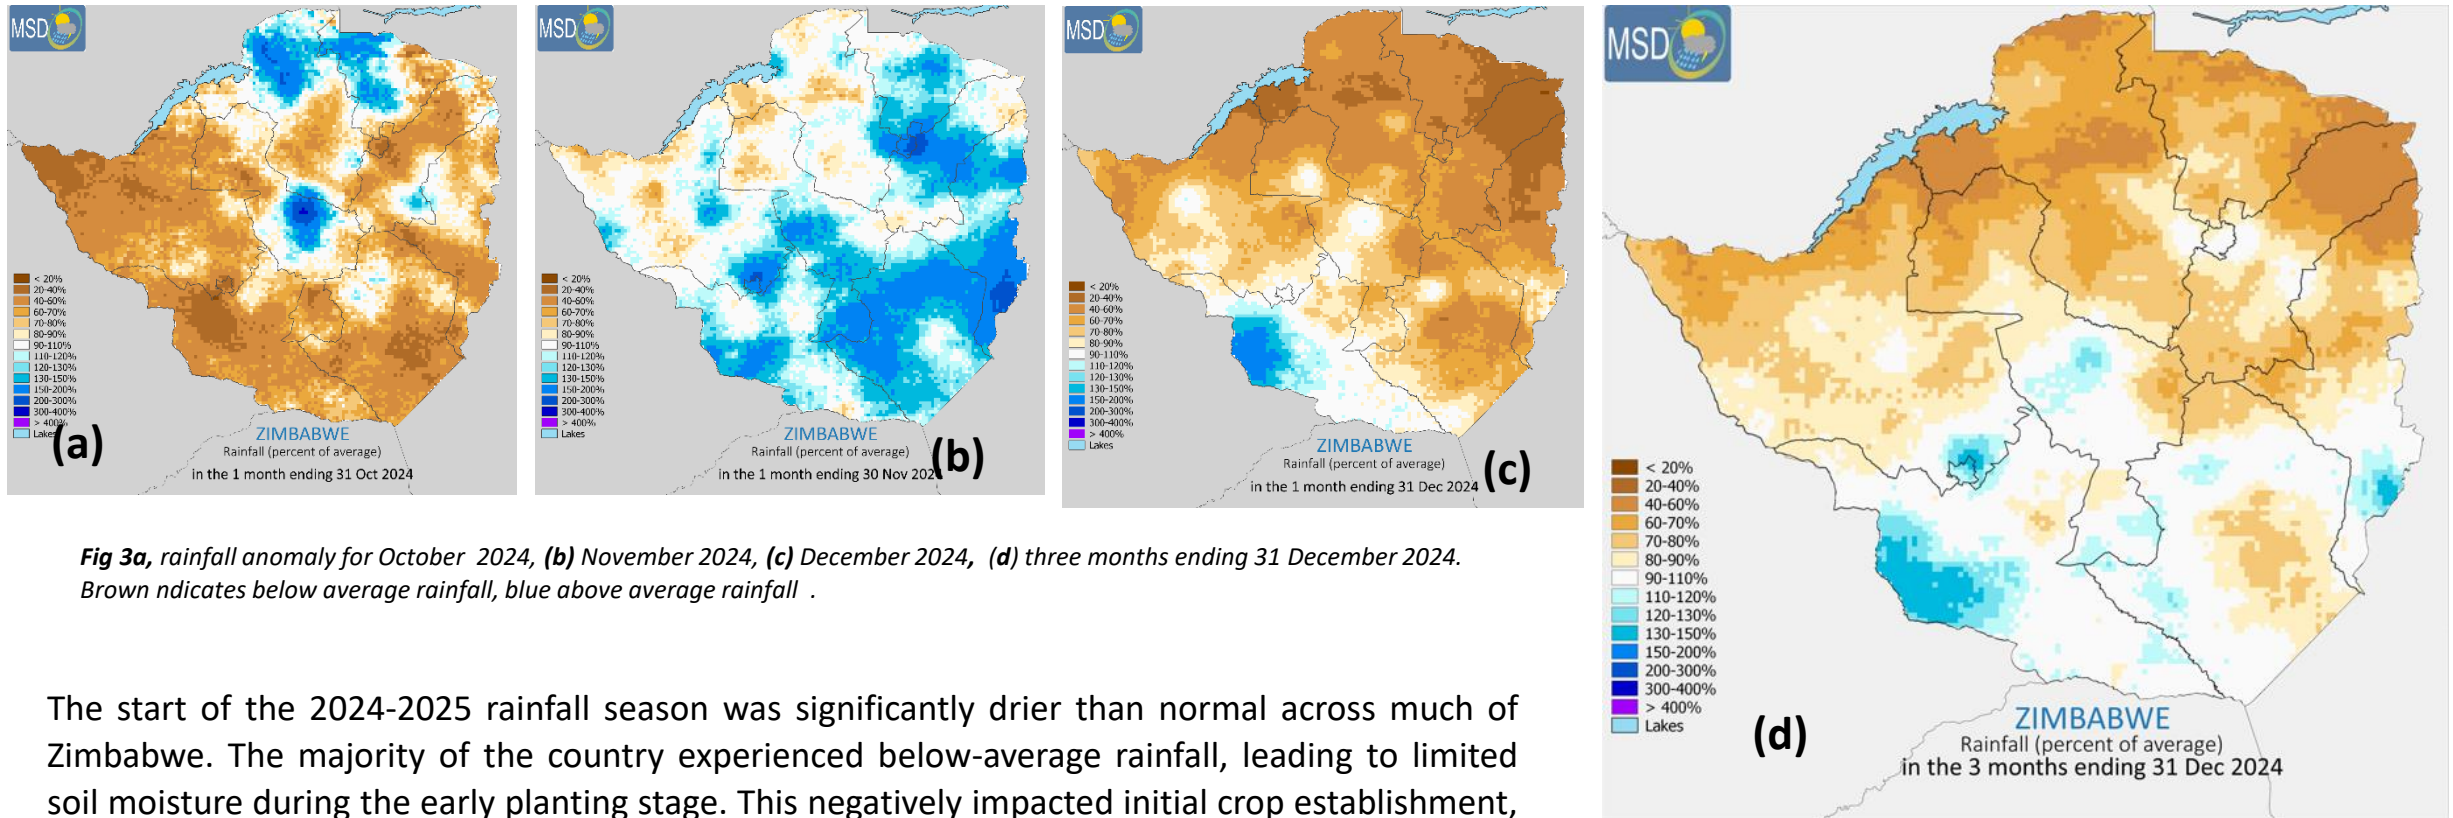 MSD
< 20%
20-40%
40-60%
60-70%
70-80%
80-90%
90-110%
110-120%
120-130%
130-150%
150-200%
200-300%
300-400%
> 400%
Lakes
(a)
ZIMBABWE
Rainfall (percent of average)
in the 1 month ending 31 Oct 2024
MSD
< 20%
20-40%
40-60%
60-70%
70-80%
80-90%
90-110%
110-120%
120-130%
130-150%
150-200%
200-300%
300-400%
> 400%
Lakes
ZIMBABWE
Rainfall (percent of average)
in the 1 month ending 30 Nov 2024
(b)
MSD
< 20%
20-40%
40-60%
60-70%
70-80%
80-90%
90-110%
110-120%
120-130%
130-150%
150-200%
200-300%
300-400%
> 400%
Lakes
ZIMBABWE
Rainfall (percent of average)
in the 1 month ending 31 Dec 2024
(c)
MSD
< 20%
20-40%
40-60%
60-70%
70-80%
80-90%
90-110%
110-120%
120-130%
130-150%
150-200%
200-300%
300-400%
> 400%
Lakes
(d)
ZIMBABWE
Rainfall (percent of average)
in the 3 months ending 31 Dec 2024
Fig 3a, rainfall anomaly for October 2024, (b) November 2024, (c) December 2024, (d) three months ending 31 December 2024.
Brown ndicates below average rainfall, blue above average rainfall .
The start of the 2024-2025 rainfall season was significantly drier than normal across much of
Zimbabwe. The majority of the country experienced below-average rainfall, leading to limited
soil moisture during the early planting stage. This negatively impacted initial crop establishment,